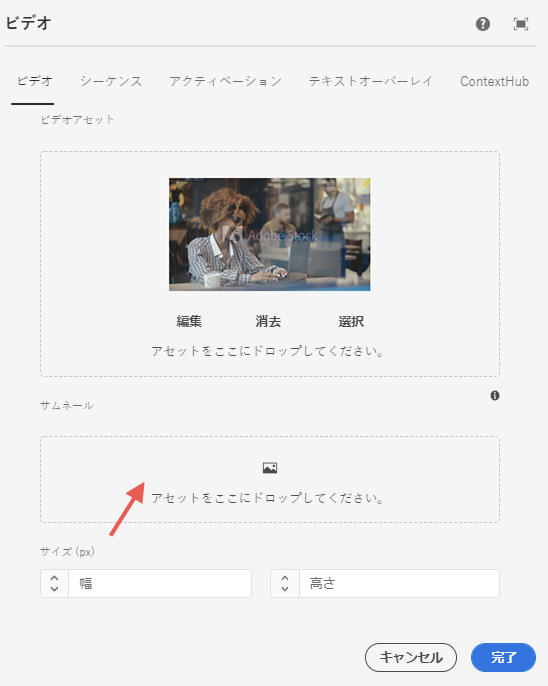 ビデオ
ビデオ シーケンス アクティベーション テキストオーバーレイ ContextHub
ビデオアセット
Adobe Stock
編集 消去 選択
アセットをここにドロップしてください。
サムネール
アセットをここにドロップしてください。
サイズ (px)
幅 高さ
キャンセル 完了